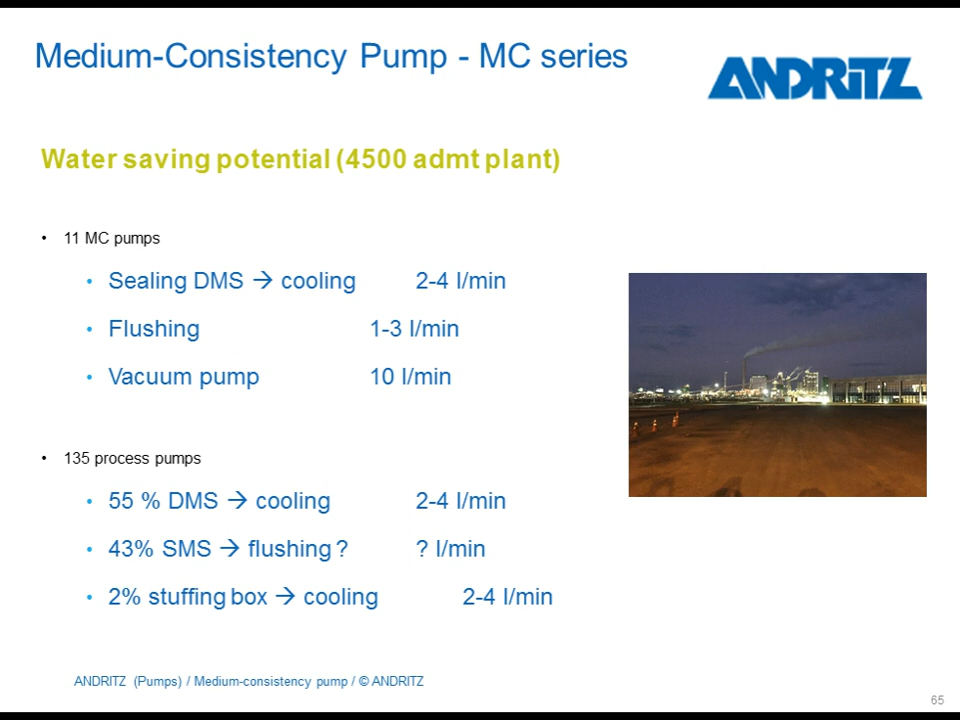 Medium-Consistency Pump - MC series
ANDRITZ
Water saving potential (4500 admt plant)
• 11 MC pumps
• Sealing DMS → cooling 2-4 l/min
• Flushing 1-3 l/min
• Vacuum pump 10 l/min
• 135 process pumps
• 55 % DMS → cooling 2-4 l/min
• 43% SMS → flushing ? ? l/min
• 2% stuffing box → cooling 2-4 l/min
ANDRITZ (Pumps) / Medium-consistency pump / © ANDRITZ
65